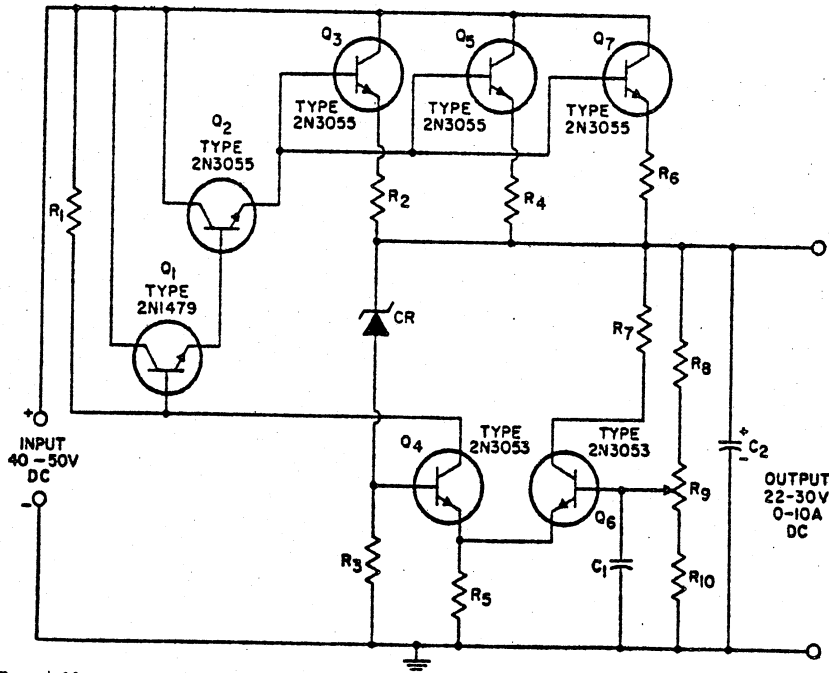 Q3
Q5
Q7
TYPE
2N3055
TYPE
2N3055
TYPE
2N3055
Q2
TYPE
2N3055
R1
R2
R4
R6
Q1
TYPE
2N1479
CR
R7
R8
+
INPUT
40-50V
DC
-
Q4
TYPE
2N3053
TYPE
2N3053
Q6
R9
+
-
C2
OUTPUT
22-30V
0-10A
DC
R3
R5
C1
R10